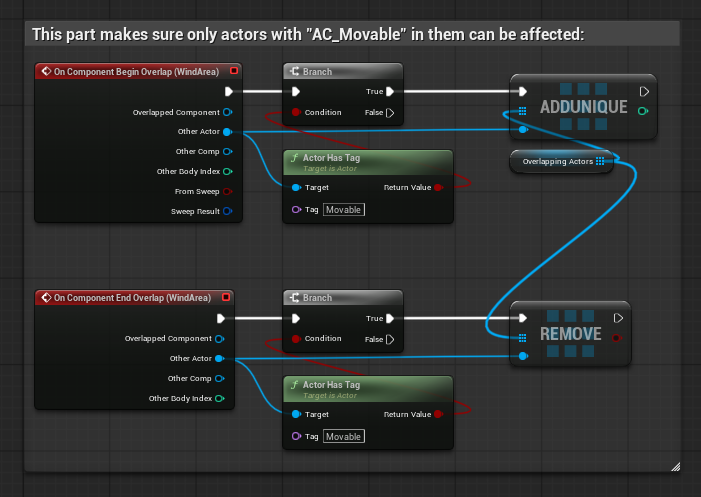 This part makes sure only actors with "AC_Movable" in them can be affected:
On Component Begin Overlap (WindArea)
Overlapped Component
Other Actor
Other Comp
Other Body Index
From Sweep
Sweep Result
Branch
True
Condition
False
Actor Has Tag
Target is Actor
Target
Return Value
Tag
Movable
ADDUNIQUE
Overlapping Actors
On Component End Overlap (WindArea)
Overlapped Component
Other Actor
Other Comp
Other Body Index
Branch
True
Condition
False
Actor Has Tag
Target is Actor
Target
Return Value
Tag
Movable
REMOVE